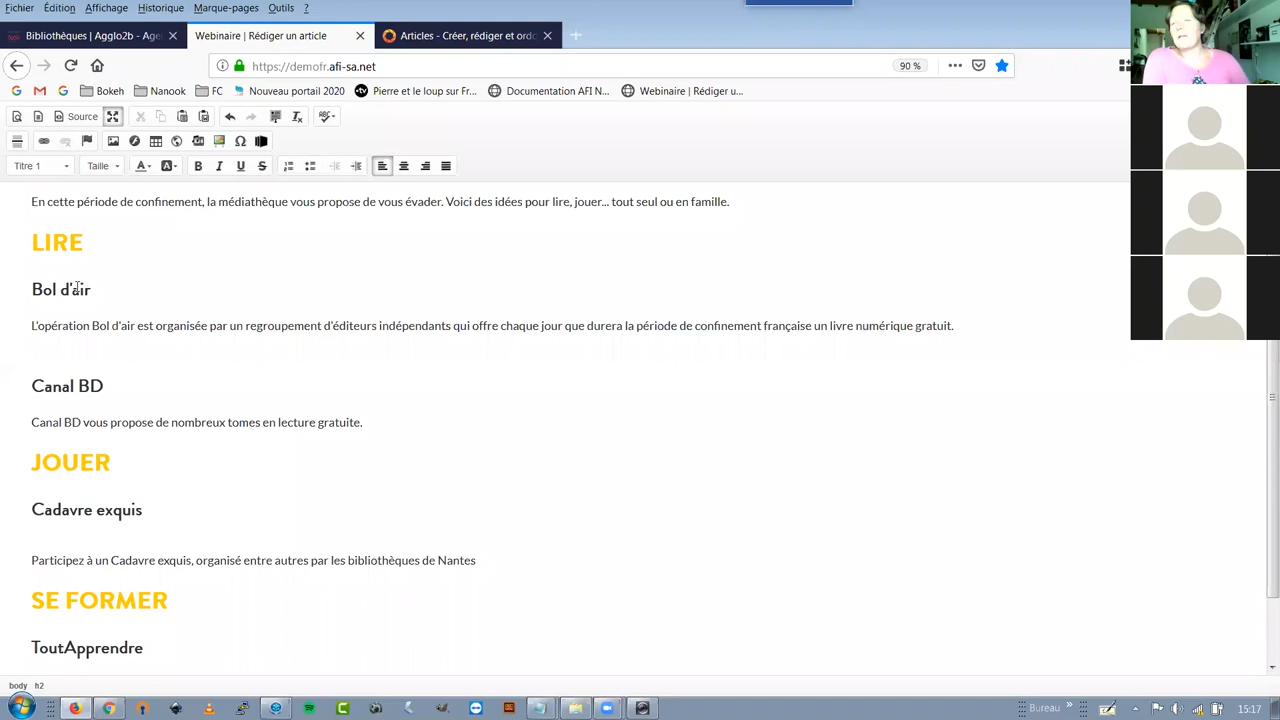 Fichier Édition Affichage Historique Marque-pages Outils ?
Bibliothèques | Agglo2b - Age Webinaire | Rédiger un article Articles - Créer, rédiger et ordo
https://demofr.afi-sa.net 90 %
Bokeh Nanook FC Nouveau portail 2020 Pierre et le loup sur Fr... Documentation AFI N... Webinaire | Rédiger u...
Source
Titre 1 Taille A A B I U S
En cette période de confinement, la médiathèque vous propose de vous évader. Voici des idées pour lire, jouer... tout seul ou en famille.
LIRE
Bol d'air
L'opération Bol d'air est organisée par un regroupement d'éditeurs indépendants qui offre chaque jour que durera la période de confinement française un livre numérique gratuit.
Canal BD
Canal BD vous propose de nombreux tomes en lecture gratuite.
JOUER
Cadavre exquis
Participez à un Cadavre exquis, organisé entre autres par les bibliothèques de Nantes
SE FORMER
ToutApprendre
body h2
Bureau » 15:17